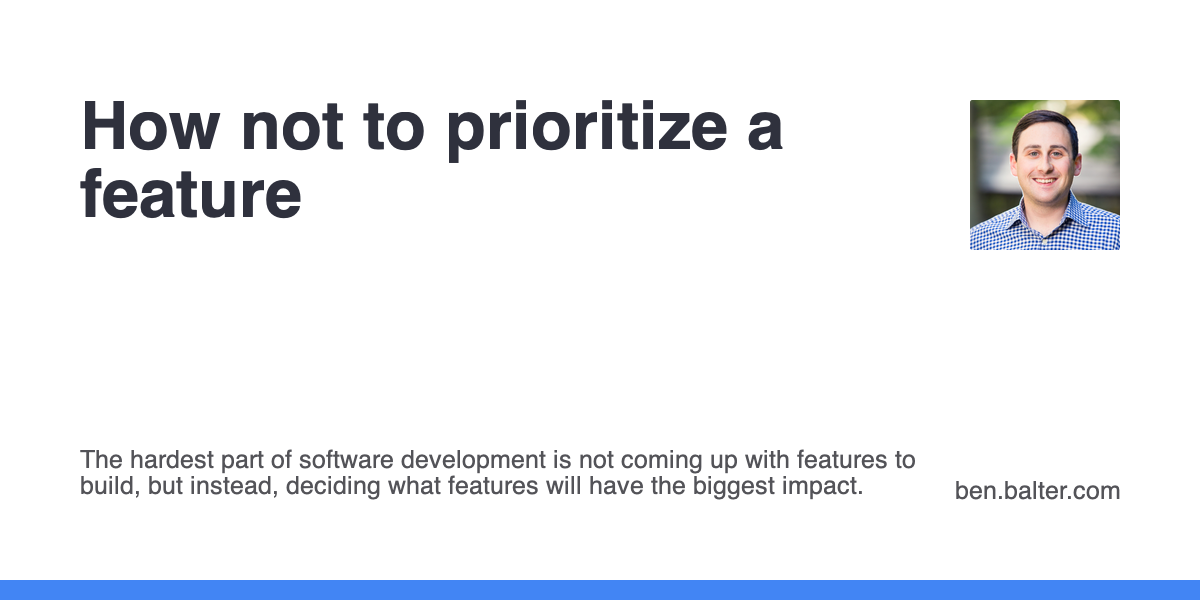 How not to prioritize a
feature
The hardest part of software development is not coming up with features to
build, but instead, deciding what features will have the biggest impact.
ben.balter.com